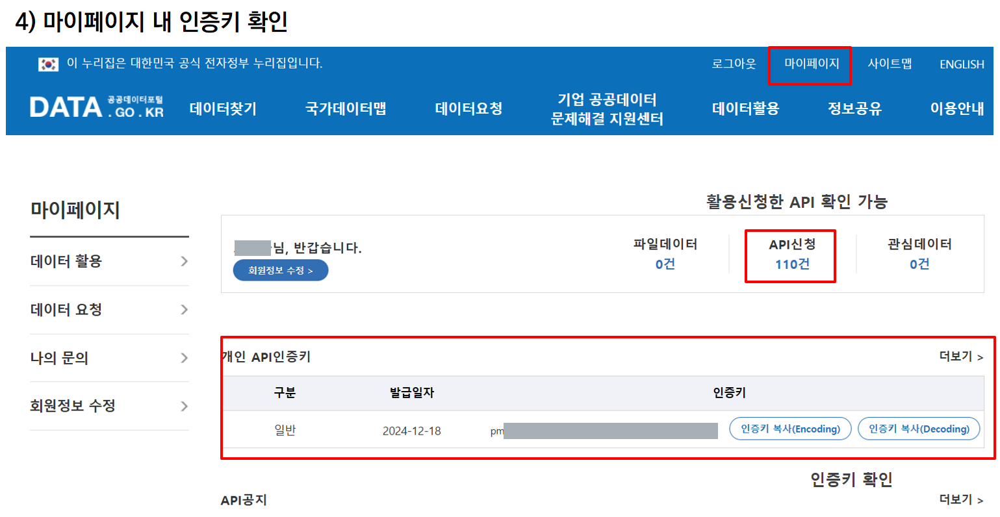 4) 마이페이지 내 인증키 확인
이 누리집은 대한민국 공식 전자정부 누리집입니다.
로그아웃 마이페이지 사이트맵 ENGLISH
DATA 공공데이터포털 .GO.KR
데이터찾기 국가데이터맵 데이터요청 기업 공공데이터
문제해결 지원센터 데이터활용 정보공유 이용안내
마이페이지
데이터 활용
데이터 요청
나의 문의
회원정보 수정
활용신청한 API 확인 가능
님, 반갑습니다.
회원정보 수정 >
파일데이터
0건
API신청
110건
관심데이터
0건
개인 API인증키
더보기 >
구분 발급일자 인증키
일반 2024-12-18 pm 인증키 복사(Encoding) 인증키 복사(Decoding)
인증키 확인
API공지
더보기 >